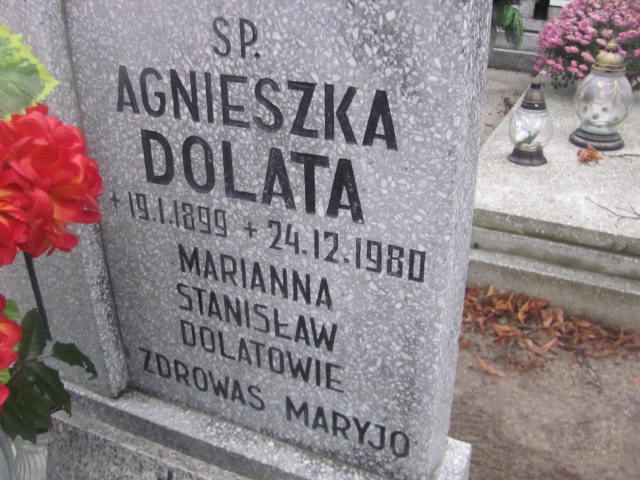 SP.
AGNIESZKA
DOLATA
+ 19.1.1899 + 24.12.1980
MARIANNA
STANISŁAW
DOLATOWIE
ZDROWAS MARYJO